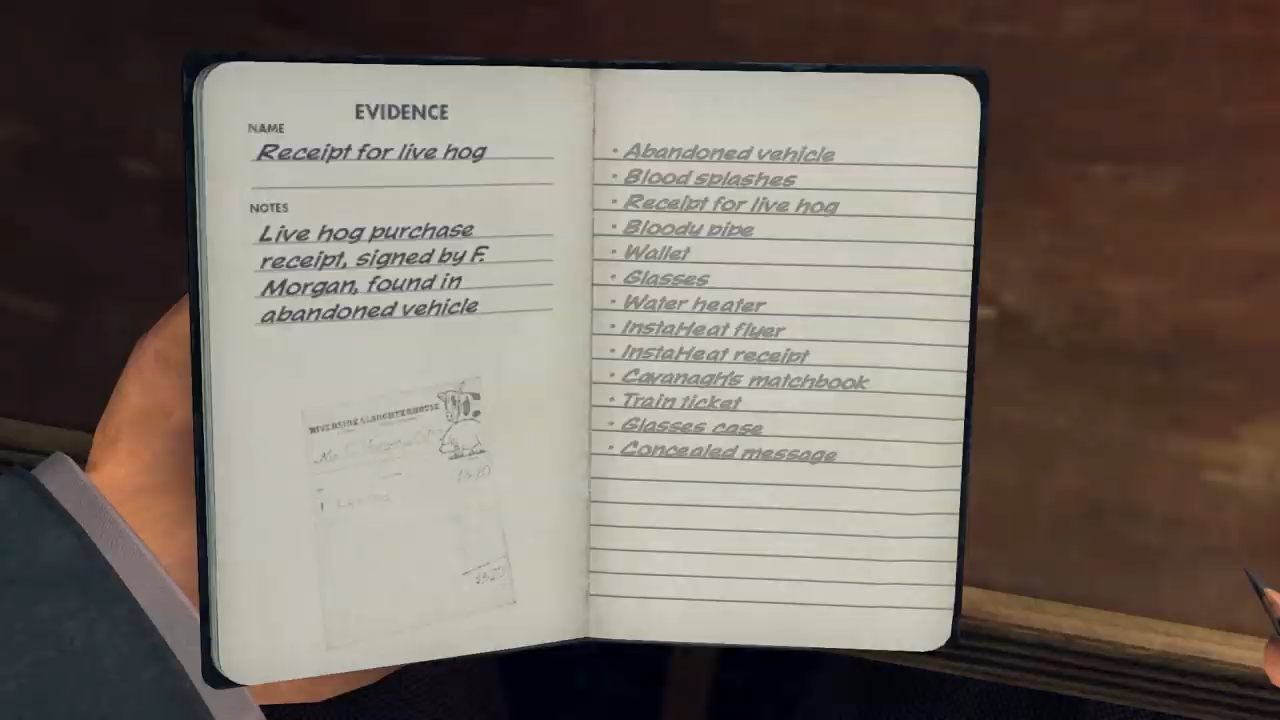 EVIDENCE
NAME
Receipt for live hog
NOTES
Live hog purchase
receipt, signed by F.
Morgan, found in
abandoned vehicle
RIVERSIDE SLAUGHTERHOUSE
• Abandoned vehicle
• Blood splashes
• Receipt for live hog
• Bloody pipe
• Wallet
• Glasses
• Water heater
• InstaHeat flyer
• InstaHeat receipt
• Cavanagh's matchbook
• Train ticket
• Glasses case
• Concealed message